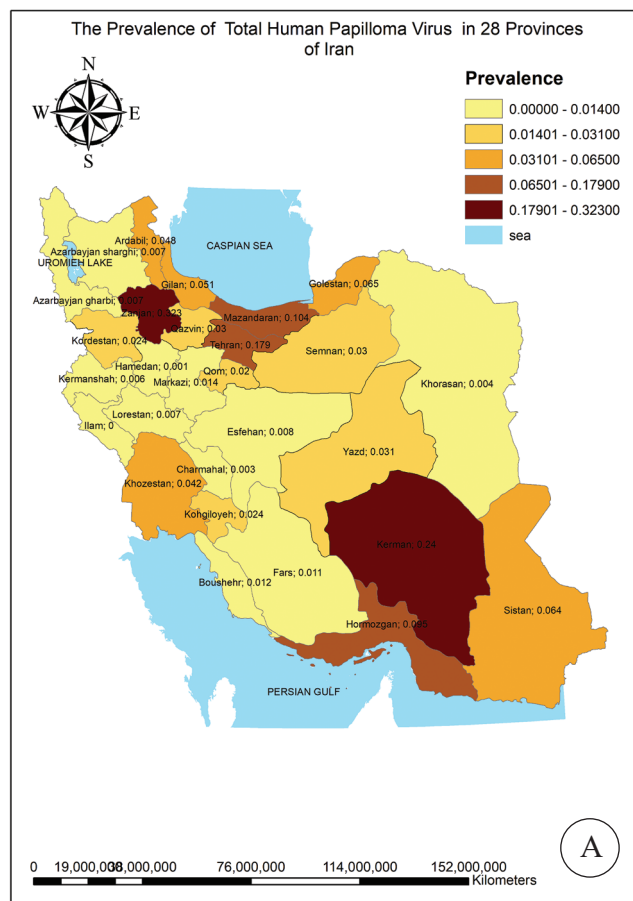 The Prevalence of Total Human Papilloma Virus in 28 Provinces
of Iran
N
W E
S
Prevalence
0.00000 - 0.01400
0.01401 - 0.03100
0.03101 - 0.06500
0.06501 - 0.17900
0.17901 - 0.32300
sea
Ardabil; 0.048
Azarbayjan sharghi; 0.007
CASPIAN SEA
UROMIEH LAKE
Gilan; 0.051
Golestan; 0.065
Azarbayjan gharbi; 0.007
Zanjan; 0.323
Mazandaran; 0.104
Qazvin; 0.03
Kordestan; 0.024
Tehran; 0.179
Semnan; 0.03
Hamedan; 0.001
Qom; 0.02
Kermanshah; 0.006
Markazi; 0.014
Khorasan; 0.004
Lorestan; 0.007
Ilam; 0
Esfehan; 0.008
Yazd; 0.031
Charmahal; 0.003
Khozestan; 0.042
Kohgiloyeh; 0.024
Kerman; 0.24
Fars; 0.011
Boushehr; 0.012
Sistan; 0.064
Hormozgan; 0.095
PERSIAN GULF
A
0 19,000,000 38,000,000 76,000,000 114,000,000 152,000,000
Kilometers